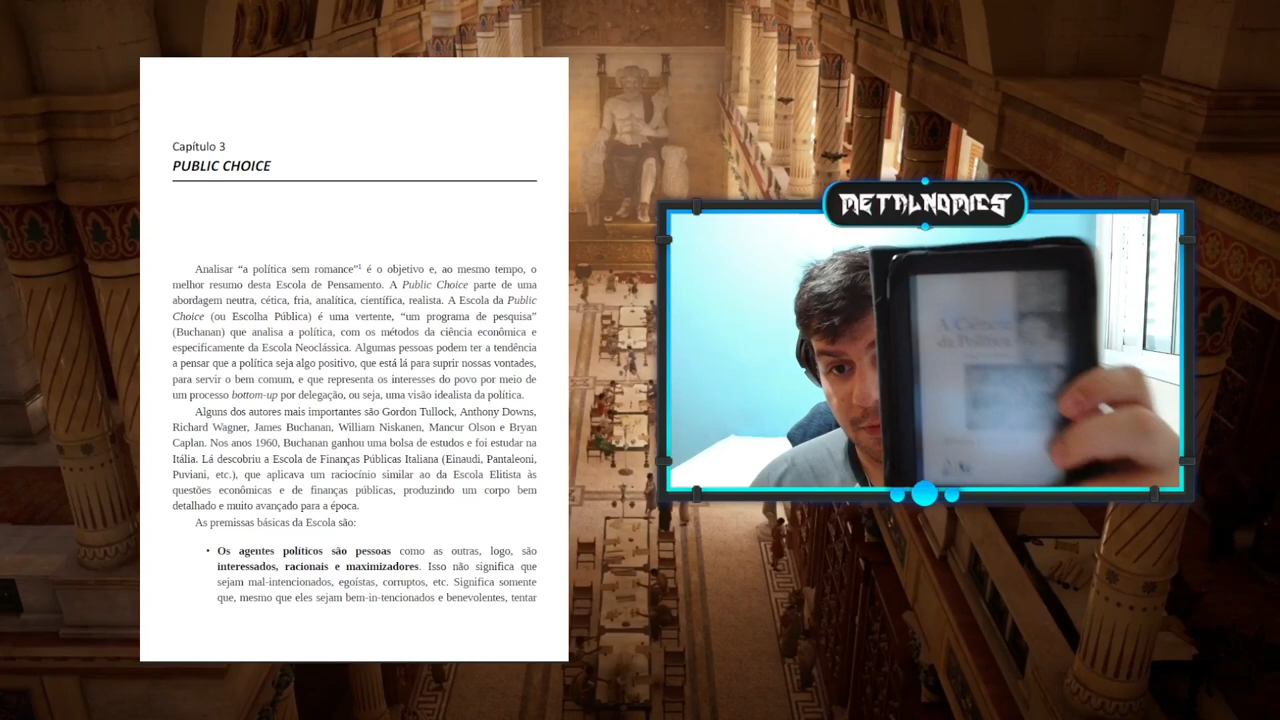 Capítulo 3
PUBLIC CHOICE
Analisar “a política sem romance”¹ é o objetivo e, ao mesmo tempo, o
melhor resumo desta Escola de Pensamento. A Public Choice parte de uma
abordagem neutra, cética, fria, analítica, científica, realista. A Escola da Public
Choice (ou Escolha Pública) é uma vertente, “um programa de pesquisa”
(Buchanan) que analisa a política, com os métodos da ciência econômica e
especificamente da Escola Neoclássica. Algumas pessoas podem ter a tendência
a pensar que a política seja algo positivo, que está lá para suprir nossas vontades,
para servir o bem comum, e que representa os interesses do povo por meio de
um processo bottom-up por delegação, ou seja, uma visão idealista da política.
Alguns dos autores mais importantes são Gordon Tullock, Anthony Downs,
Richard Wagner, James Buchanan, William Niskanen, Mancur Olson e Bryan
Caplan. Nos anos 1960, Buchanan ganhou uma bolsa de estudos e foi estudar na
Itália. Lá descobriu a Escola de Finanças Públicas Italiana (Einaudi, Pantaleoni,
Puviani, etc.), que aplicava um raciocínio similar ao da Escola Elitista às
questões econômicas e de finanças públicas, produzindo um corpo bem
detalhado e muito avançado para a época.
As premissas básicas da Escola são:
• Os agentes políticos são pessoas como as outras, logo, são
interessados, racionais e maximizadores. Isso não significa que
sejam mal-intencionados, egoístas, corruptos, etc. Significa somente
que, mesmo que eles sejam bem-in-tencionados e benevolentes, tentar
METALNOMICS
A Ciência
da Política